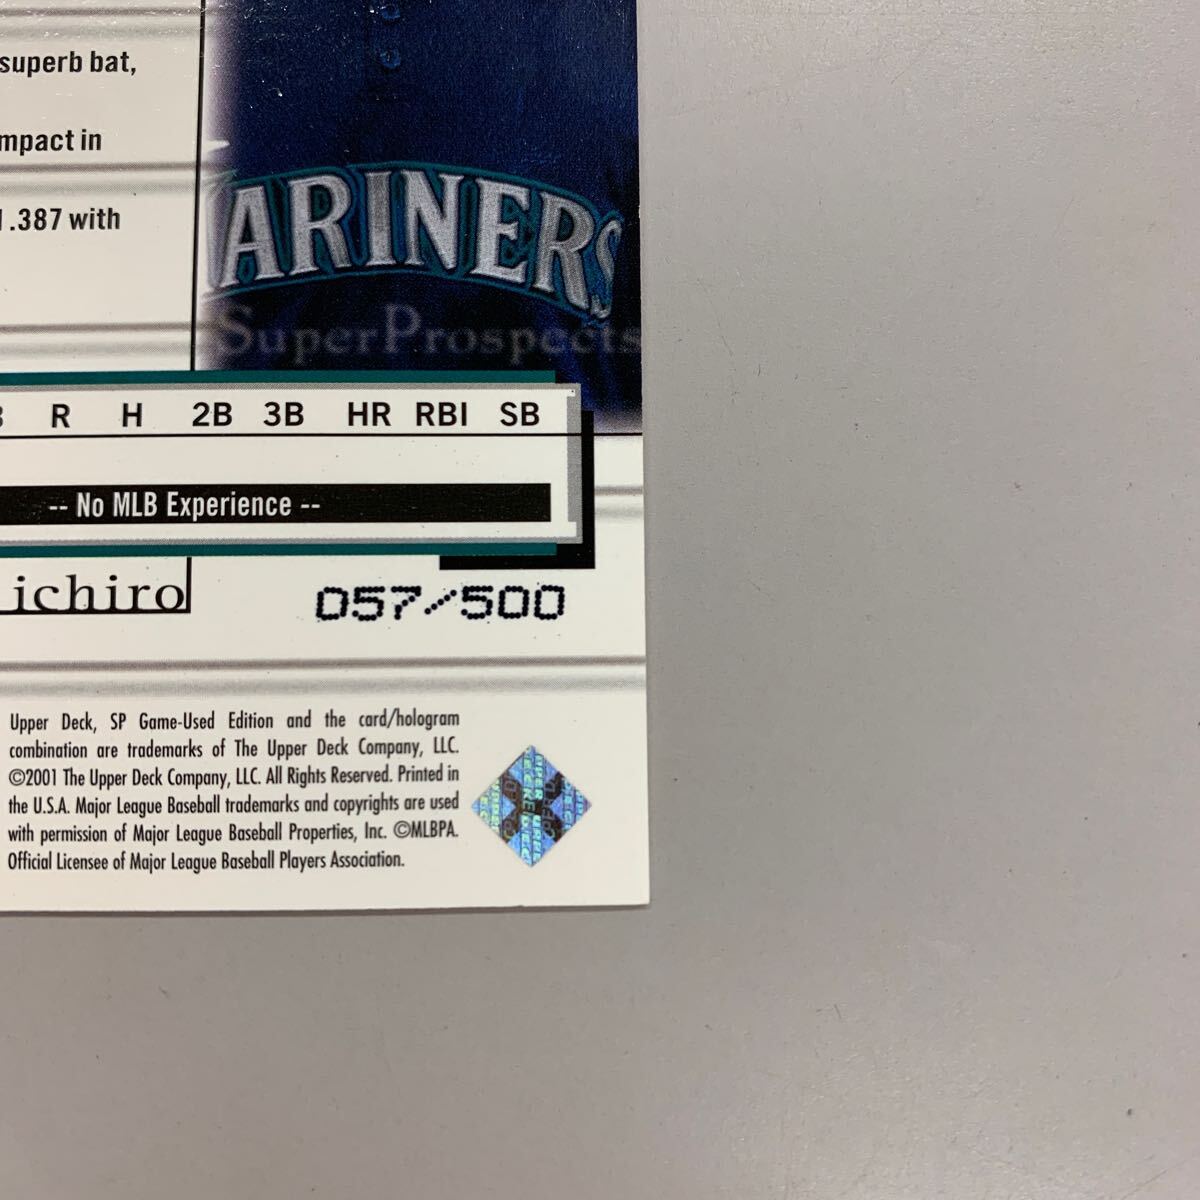 superb bat,
mpact in
.387 with
ARINERS
SuperProspects
R H 2B 3B HR RBI SB
-- No MLB Experience --
ichiro
057/500
Upper Deck, SP Game-Used Edition and the card/hologram
combination are trademarks of The Upper Deck Company, LLC.
©2001 The Upper Deck Company, LLC. All Rights Reserved. Printed in
the U.S.A. Major League Baseball trademarks and copyrights are used
with permission of Major League Baseball Properties, Inc. ©MLBPA.
Official Licensee of Major League Baseball Players Association.